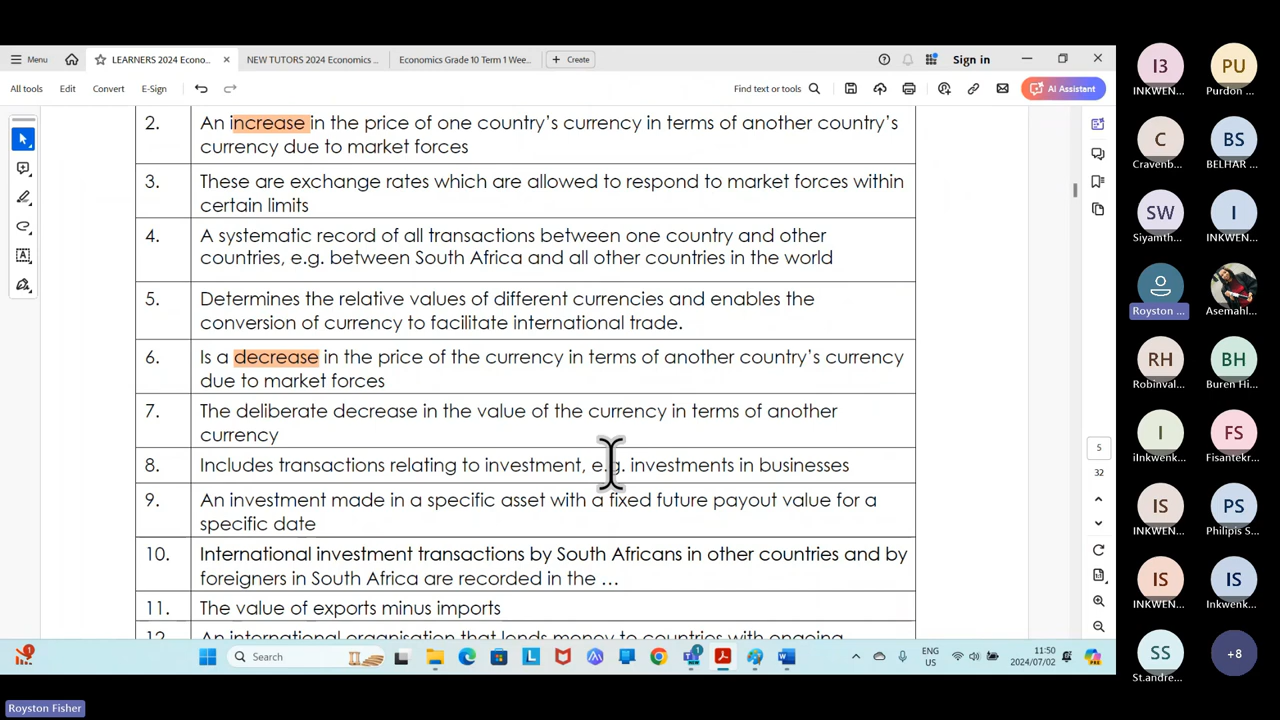 Menu
LEARNERS 2024 Econo...
NEW TUTORS 2024 Economics ...
Economics Grade 10 Term 1 Wee...
Create
Sign in
All tools
Edit
Convert
E-Sign
Find text or tools
AI Assistant
2. An increase in the price of one country's currency in terms of another country's
currency due to market forces
3. These are exchange rates which are allowed to respond to market forces within
certain limits
4. A systematic record of all transactions between one country and other
countries, e.g. between South Africa and all other countries in the world
5. Determines the relative values of different currencies and enables the
conversion of currency to facilitate international trade.
6. Is a decrease in the price of the currency in terms of another country's currency
due to market forces
7. The deliberate decrease in the value of the currency in terms of another
currency
8. Includes transactions relating to investment, e.g. investments in businesses
9. An investment made in a specific asset with a fixed future payout value for a
specific date
10. International investment transactions by South Africans in other countries and by
foreigners in South Africa are recorded in the ...
11. The value of exports minus imports
12. An international organisation that lends money to countries with ongoing
5
32
Search
ENG
US
11:50
2024/07/02
I3
INKWEN...
PU
Purdon ...
C
Cravenb...
BS
BELHAR ...
SW
Siyamth...
I
INKWEN...
Royston ...
Asemahl...
RH
Robinval...
BH
Buren Hi...
I
iInkwenk...
FS
Fisantekr...
IS
INKWEN...
PS
Philipis S...
IS
INKWEN...
IS
Inkwenk...
SS
St.andre...
+8
Royston Fisher